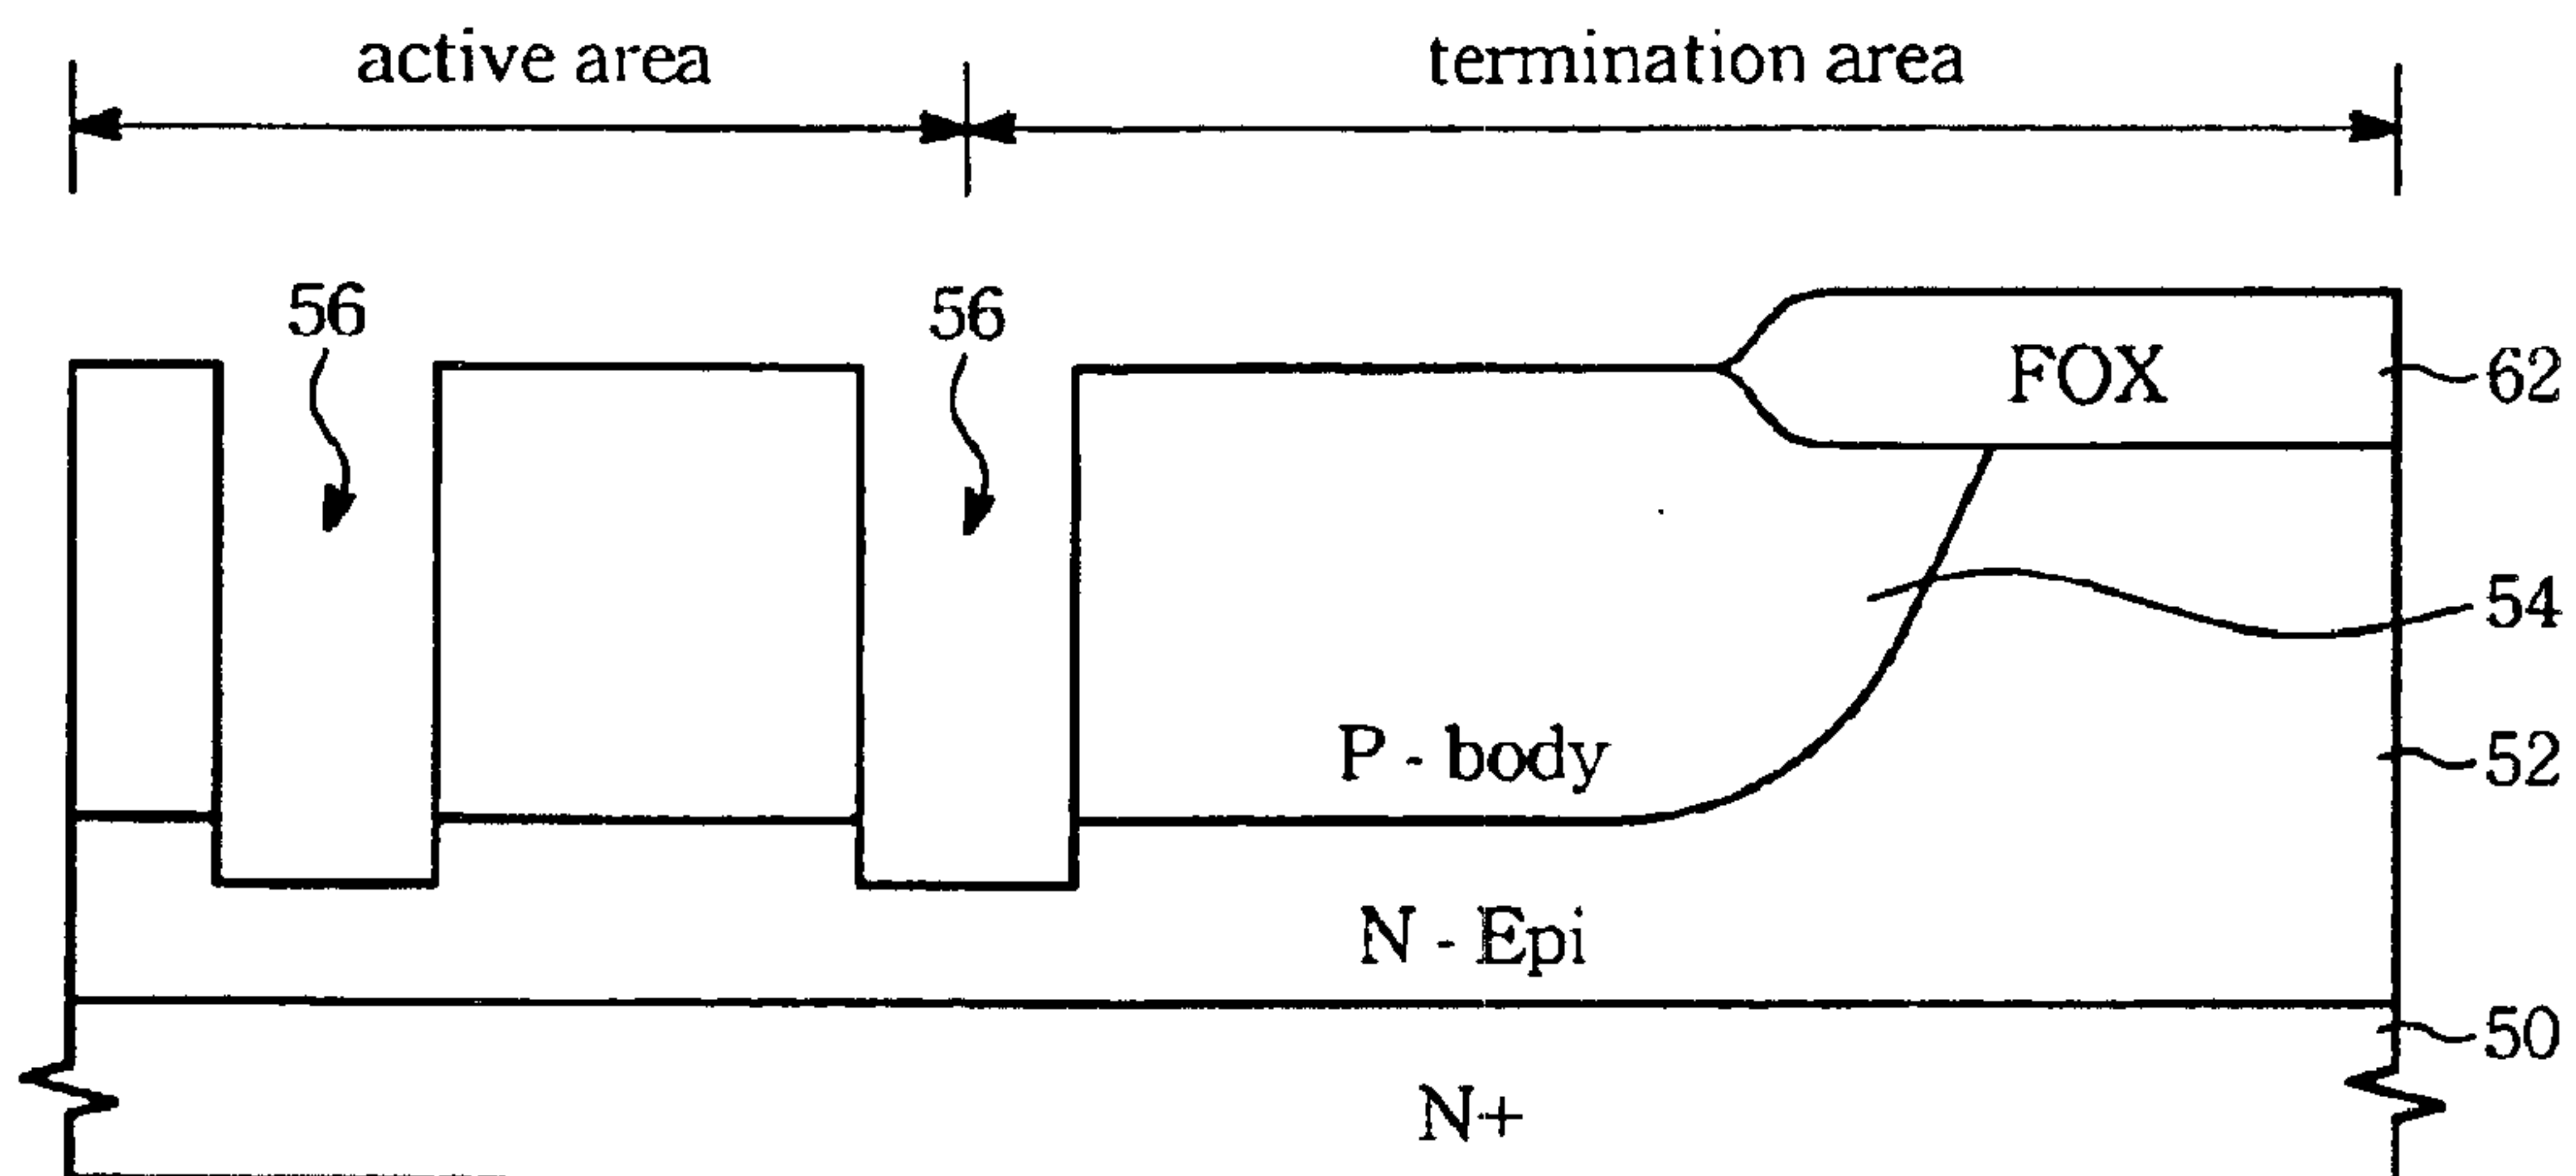 active area
termination area
56
56
FOX
62
54
P - body
52
N - Epi
50
N+